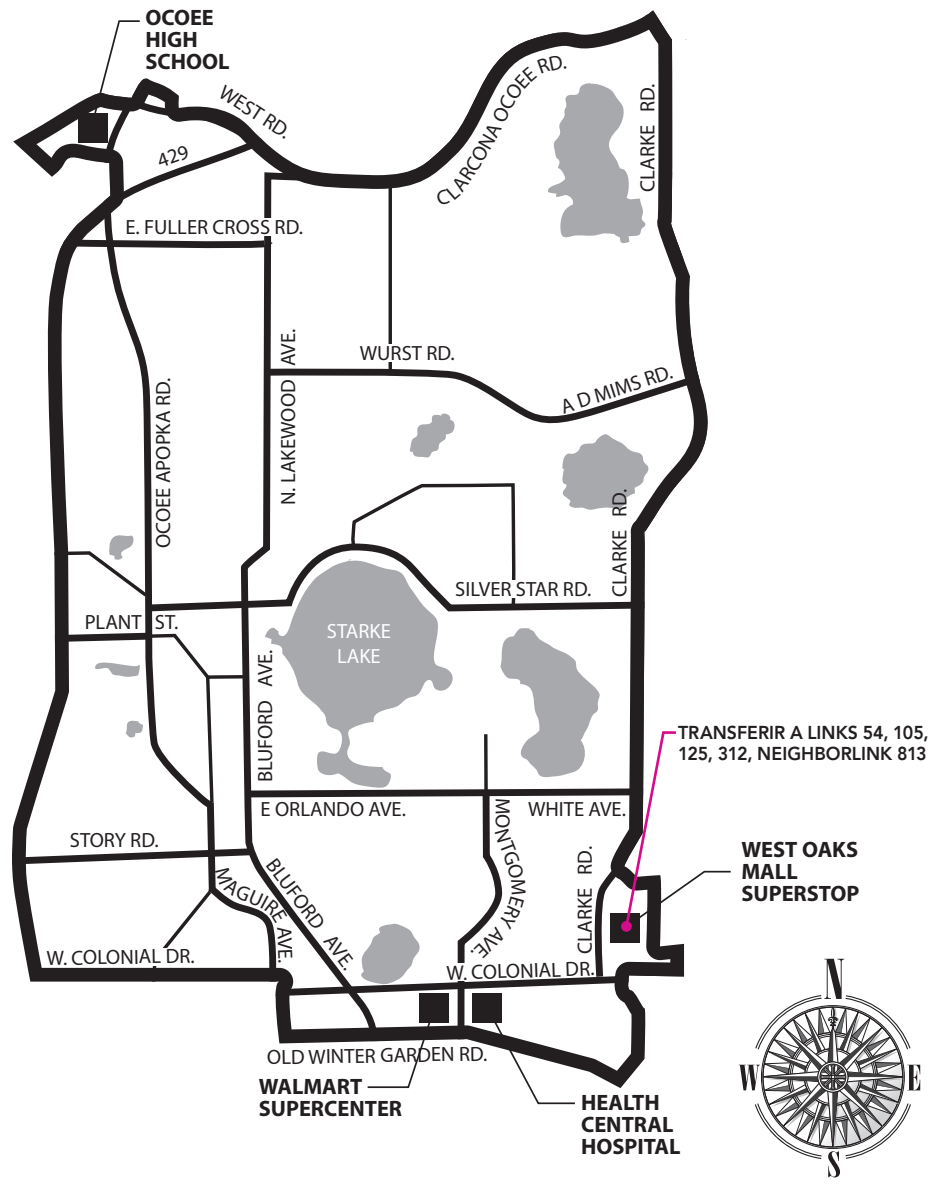 OCOEE
HIGH
SCHOOL
WEST RD.
CLARCONA OCOEE RD.
CLARKE RD.
429
E. FULLER CROSS RD.
N. LAKEWOOD AVE.
WURST RD.
A D MIMS RD.
OCOEE APOPKA RD.
CLARKE RD.
SILVER STAR RD.
PLANT ST.
STARKE
LAKE
BLUFORD AVE.
TRANSFERIR A LINKS 54, 105,
125, 312, NEIGHBORLINK 813
E ORLANDO AVE.
WHITE AVE.
MONTGOMERY AVE.
STORY RD.
WEST OAKS
MALL
SUPERSTOP
CLARKE RD.
BLUFORD AVE.
MAGUIRE AVE.
W. COLONIAL DR.
W. COLONIAL DR.
OLD WINTER GARDEN RD.
WALMART
SUPERCENTER
HEALTH
CENTRAL
HOSPITAL
N
W
E
S